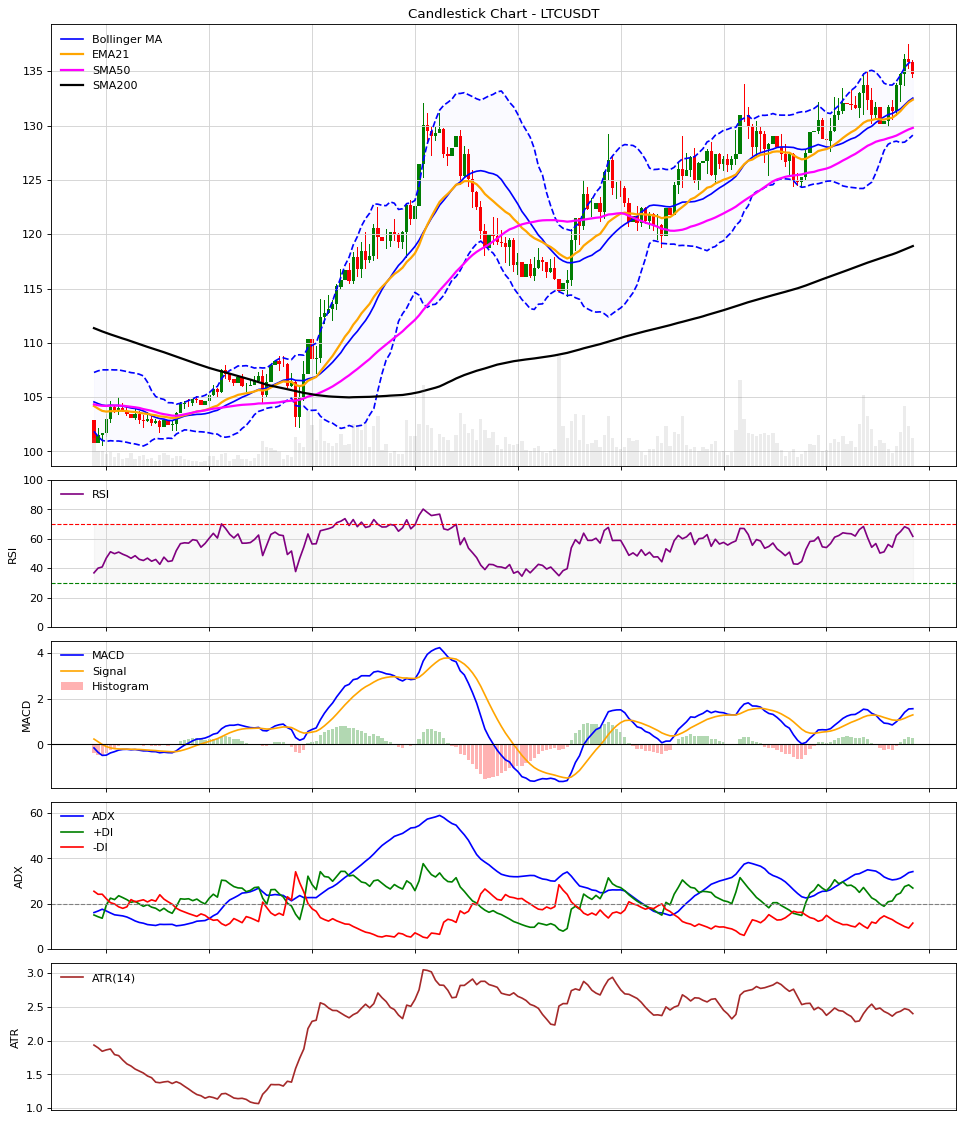 Candlestick Chart - LTCUSDT
Bollinger MA
EMA21
SMA50
SMA200
135
130
125
120
115
110
105
100
RSI
RSI
100
80
60
40
20
0
MACD
Signal
Histogram
MACD
4
2
0
ADX
+DI
-DI
ADX
60
40
20
0
ATR(14)
ATR
3.0
2.5
2.0
1.5
1.0